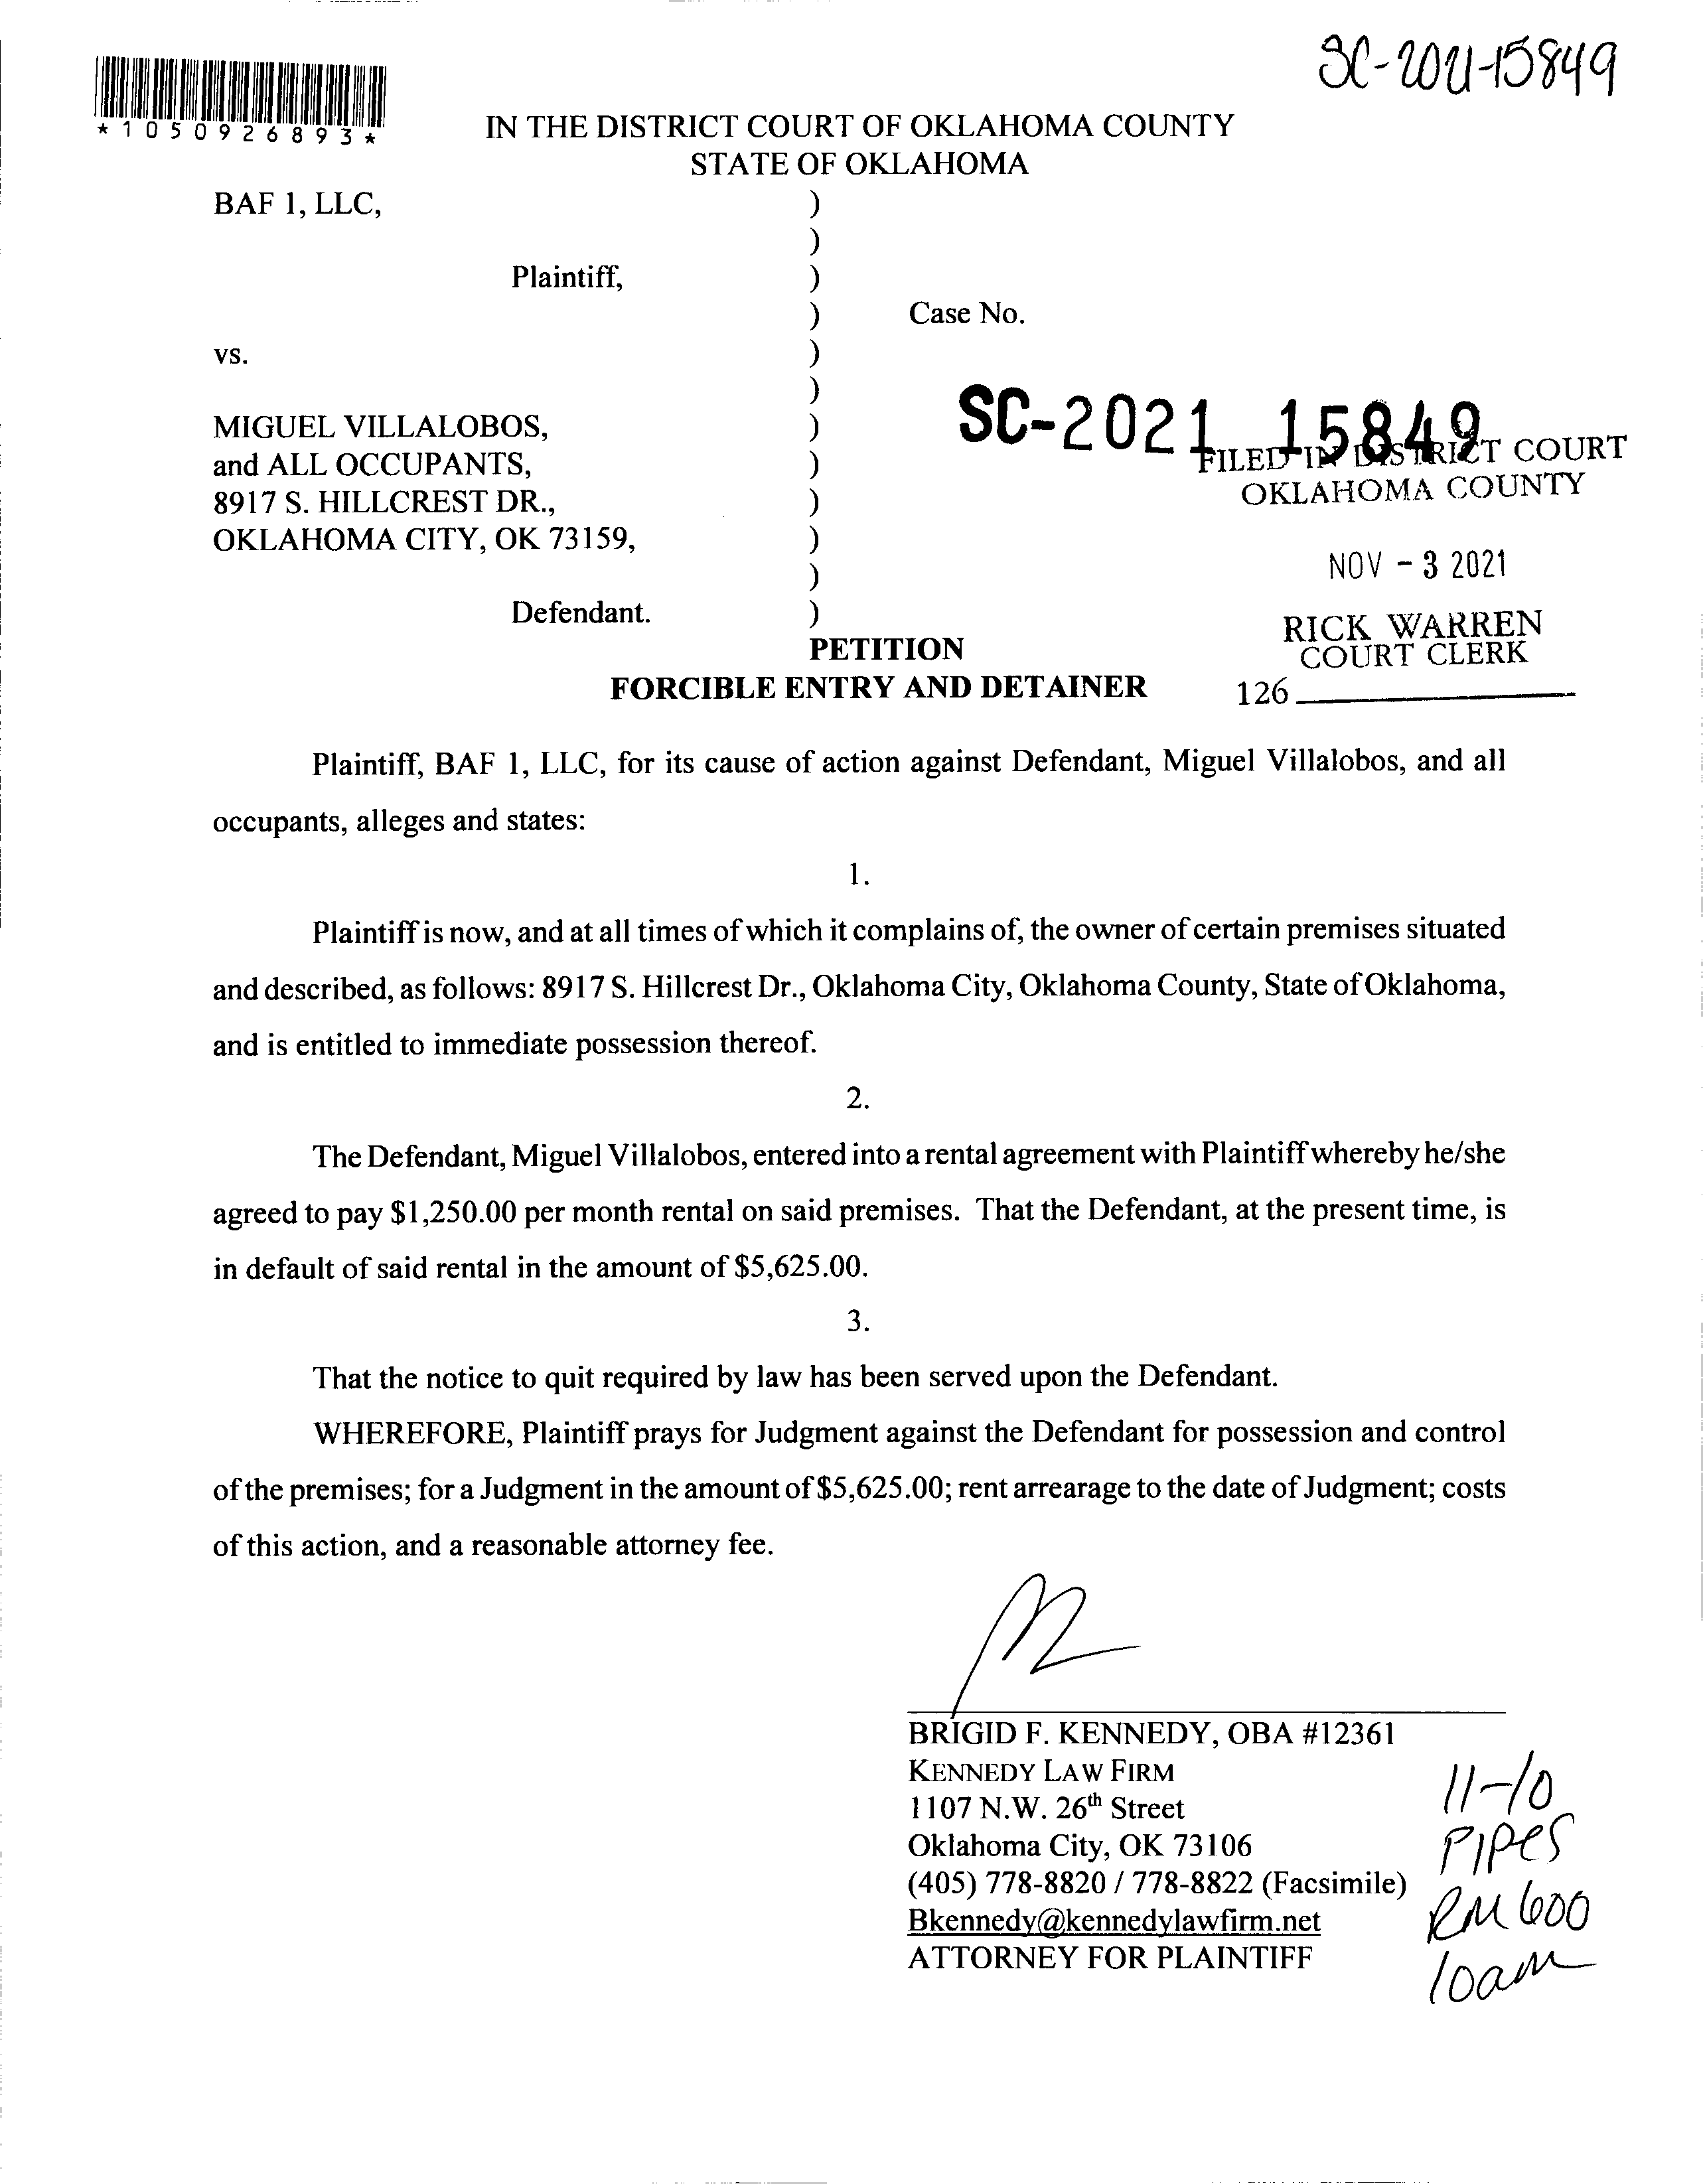 SC-2021-15849
*1050926893*
IN THE DISTRICT COURT OF OKLAHOMA COUNTY
STATE OF OKLAHOMA
BAF 1, LLC, )
)
Plaintiff, )
) Case No.
vs. )
)
MIGUEL VILLALOBOS, ) SC-2021 15849
and ALL OCCUPANTS, ) FILED IN DISTRICT COURT
8917 S. HILLCREST DR., ) OKLAHOMA COUNTY
OKLAHOMA CITY, OK 73159, )
) NOV - 3 2021
Defendant. )
RICK WARREN
COURT CLERK
126
PETITION
FORCIBLE ENTRY AND DETAINER
Plaintiff, BAF 1, LLC, for its cause of action against Defendant, Miguel Villalobos, and all
occupants, alleges and states:
1.
Plaintiff is now, and at all times of which it complains of, the owner of certain premises situated
and described, as follows: 8917 S. Hillcrest Dr., Oklahoma City, Oklahoma County, State of Oklahoma,
and is entitled to immediate possession thereof.
2.
The Defendant, Miguel Villalobos, entered into a rental agreement with Plaintiff whereby he/she
agreed to pay $1,250.00 per month rental on said premises. That the Defendant, at the present time, is
in default of said rental in the amount of $5,625.00.
3.
That the notice to quit required by law has been served upon the Defendant.
WHEREFORE, Plaintiff prays for Judgment against the Defendant for possession and control
of the premises; for a Judgment in the amount of $5,625.00; rent arrearage to the date of Judgment; costs
of this action, and a reasonable attorney fee.
BRIGID F. KENNEDY, OBA #12361
KENNEDY LAW FIRM
1107 N.W. 26th Street
Oklahoma City, OK 73106
(405) 778-8820 / 778-8822 (Facsimile)
Bkennedy@kennedylawfirm.net
ATTORNEY FOR PLAINTIFF
11-10
PIPES
RM 600
10am